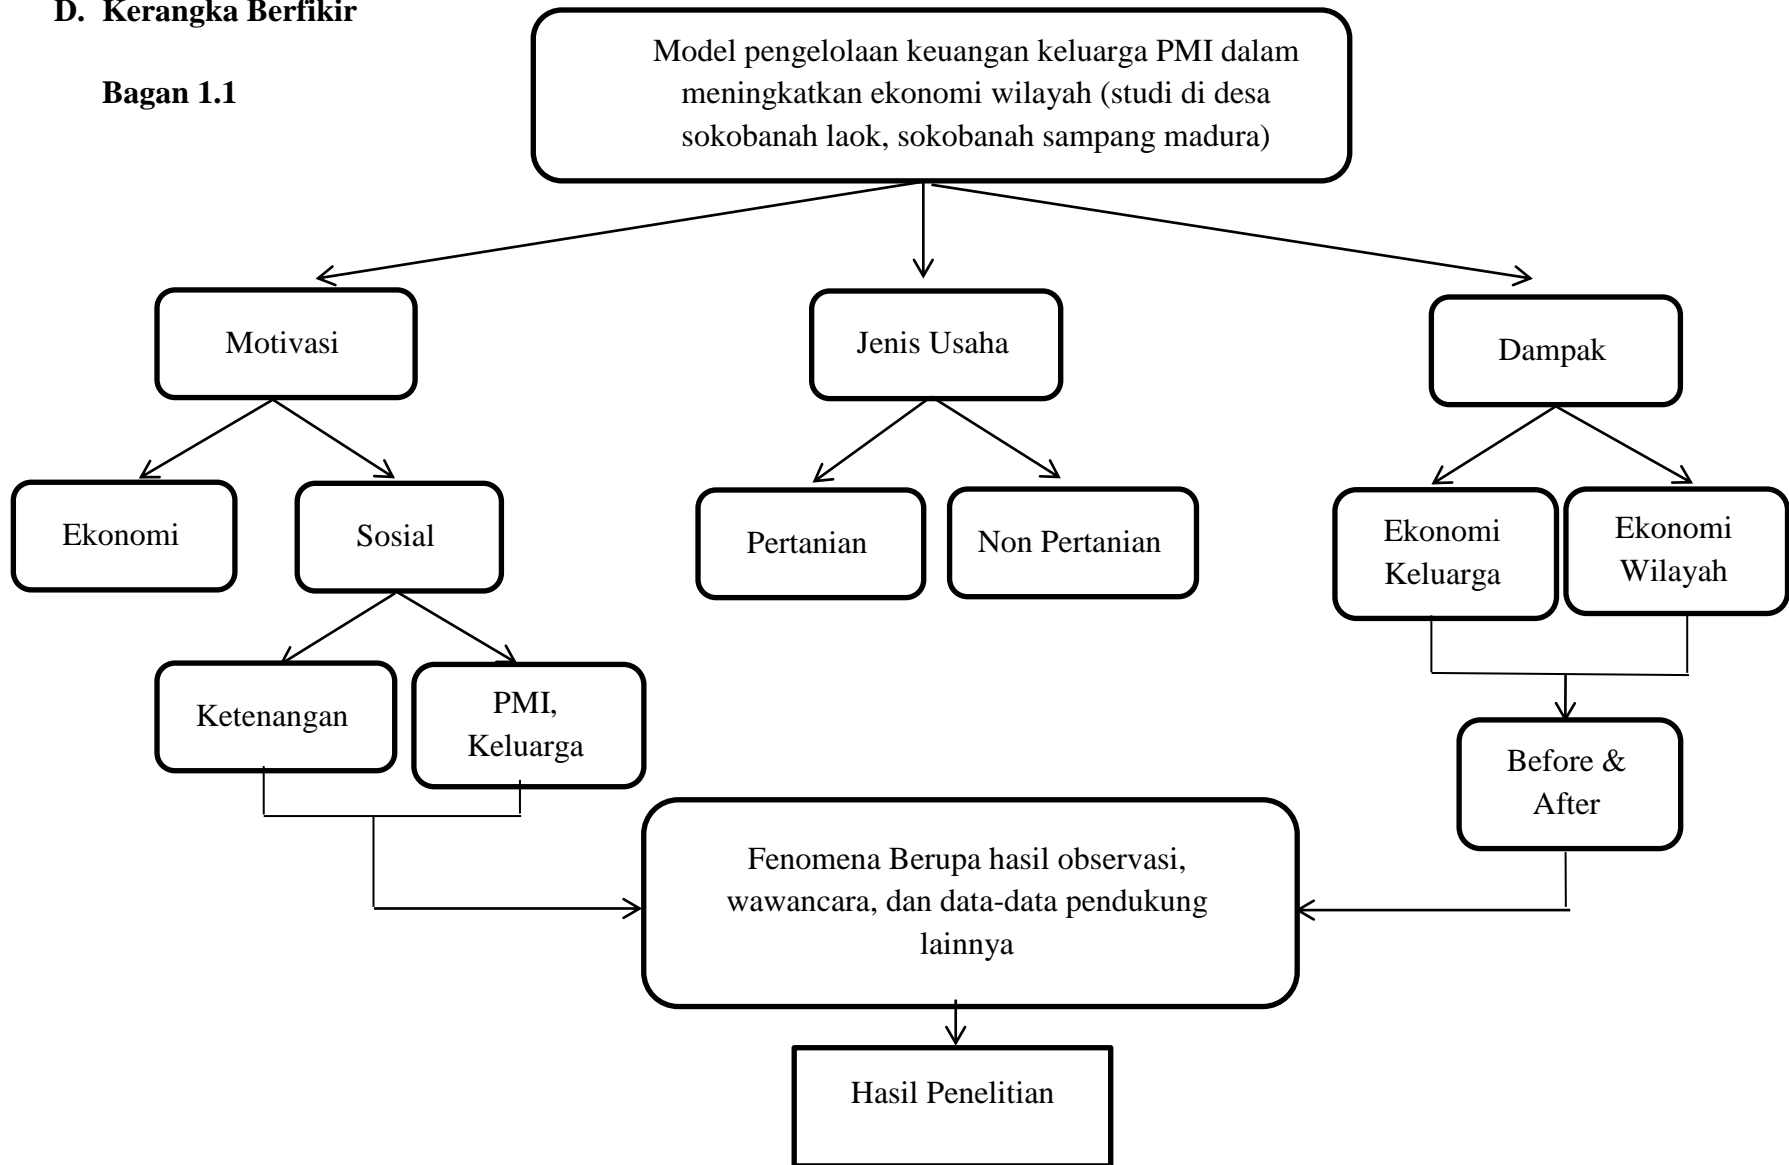 D. Kerangka Berfikir
Bagan 1.1
Model pengelolaan keuangan keluarga PMI dalam
meningkatkan ekonomi wilayah (studi di desa
sokobanah laok, sokobanah sampang madura)
Motivasi
Jenis Usaha
Dampak
Ekonomi
Sosial
Pertanian
Non Pertanian
Ekonomi
Keluarga
Ekonomi
Wilayah
Ketenangan
PMI,
Keluarga
Before &
After
Fenomena Berupa hasil observasi,
wawancara, dan data-data pendukung
lainnya
Hasil Penelitian